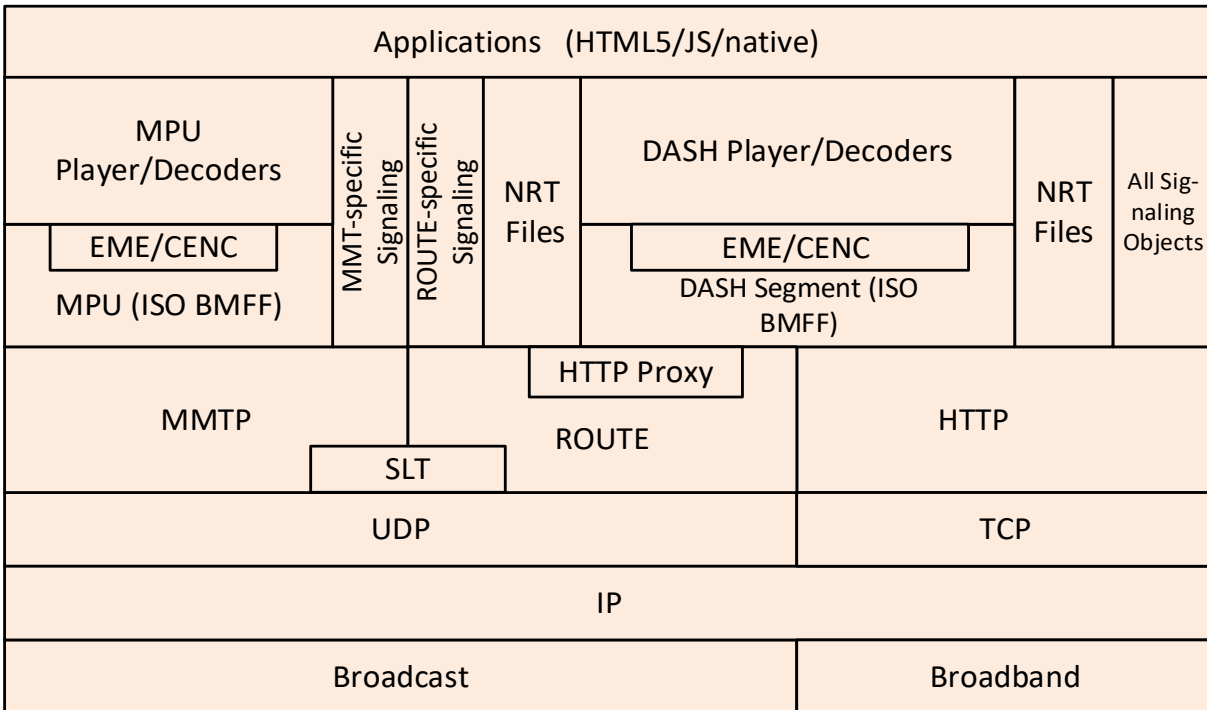 Applications (HTML5/JS/native)
MPU
Player/Decoders
EME/CENC
MPU (ISO BMFF)
MMT-specific
Signaling
ROUTE-specific
Signaling
NRT
Files
DASH Player/Decoders
EME/CENC
DASH Segment (ISO
BMFF)
NRT
Files
All Sig-
naling
Objects
MMTP
SLT
HTTP Proxy
ROUTE
HTTP
UDP
TCP
IP
Broadcast
Broadband